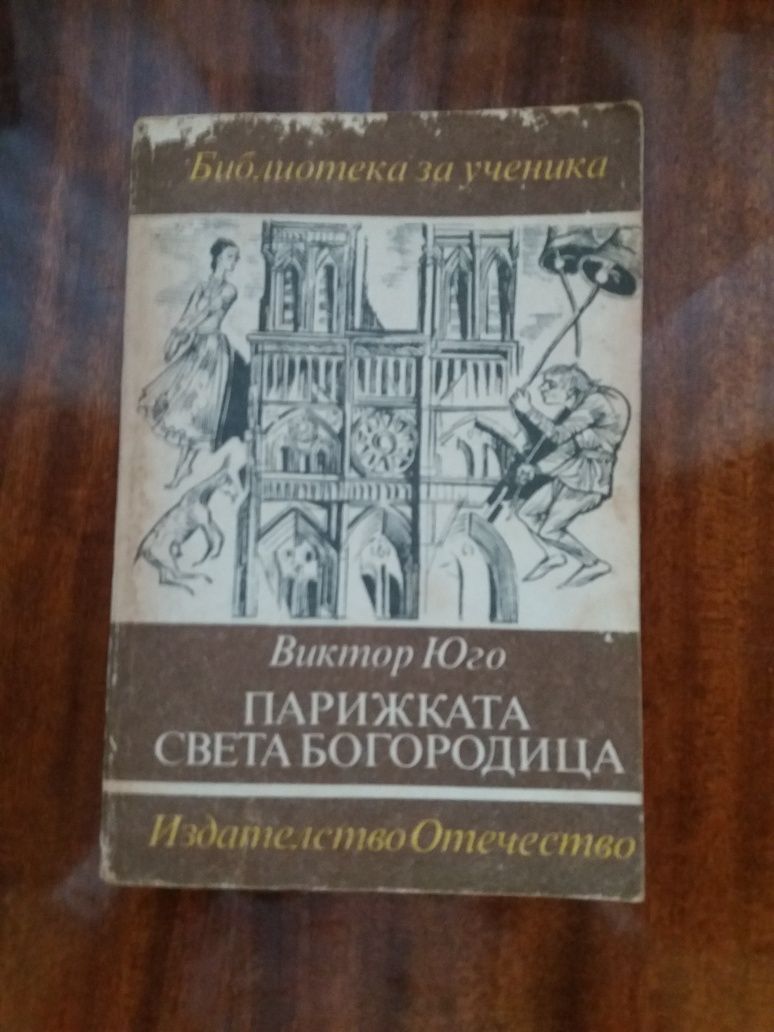 Библиотека за ученика
Виктор Юго
ПАРИЖКАТА
СВЕТА БОГОРОДИЦА
Издателство Отечество